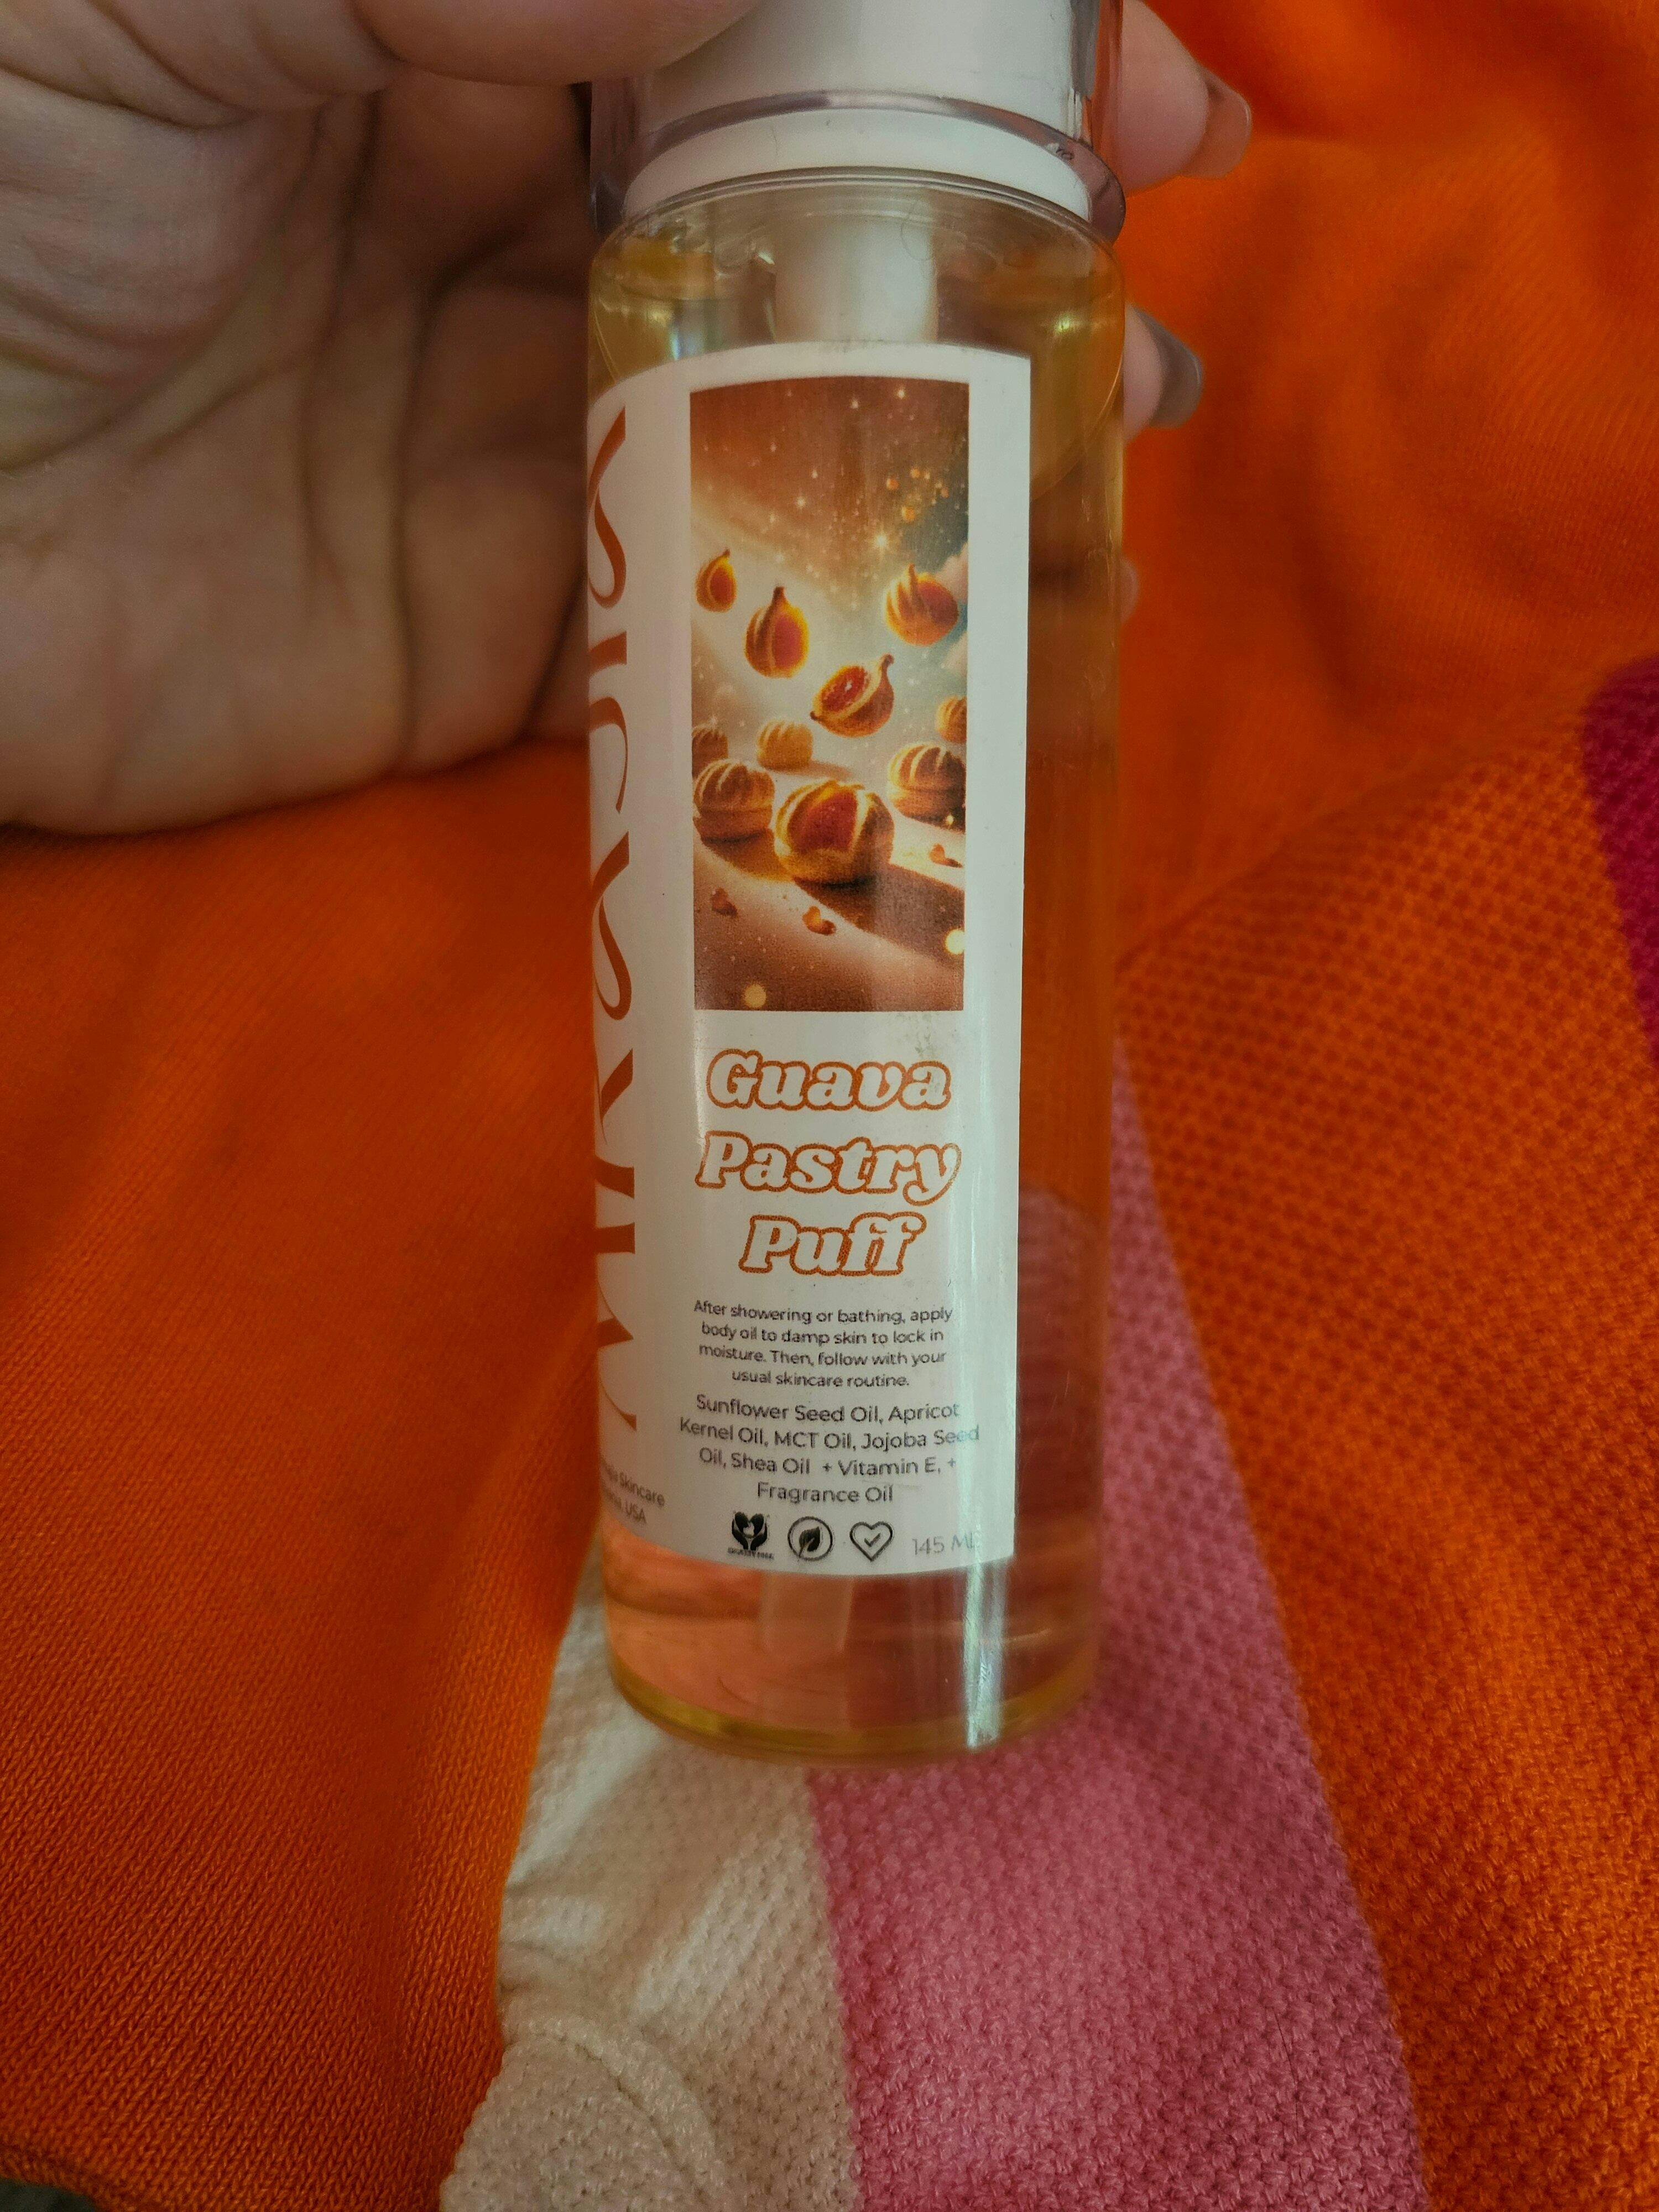 Guava
Pastry
Puff
After showering or bathing, apply
body oil to damp skin to lock in
moisture. Then, follow with your
usual skincare routine.
Sunflower Seed Oil, Apricot
Kernel Oil, MCT Oil, Jojoba Seed
Oil, Shea Oil + Vitamin E, +
Fragrance Oil
145 ML
Skincare
USA